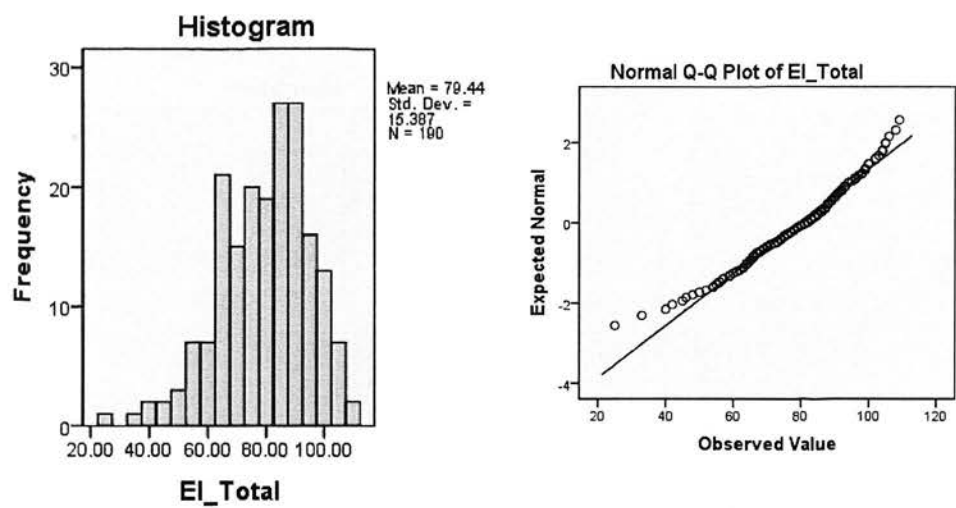 Histogram
30
20
10
0
Frequency
20.00 40.00 60.00 80.00 100.00
EI_Total
Mean = 79.44
Std. Dev. =
15.387
N = 190
Normal Q-Q Plot of EI_Total
2
0
-2
-4
Expected Normal
20 40 60 80 100 120
Observed Value